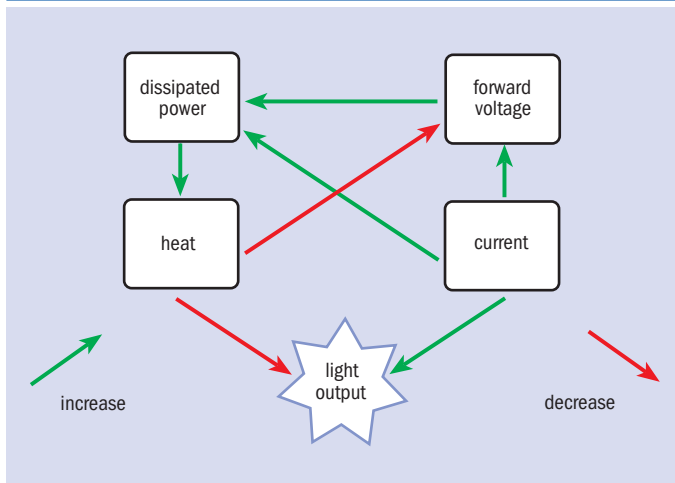 dissipated
power
forward
voltage
heat
current
light
output
increase
decrease